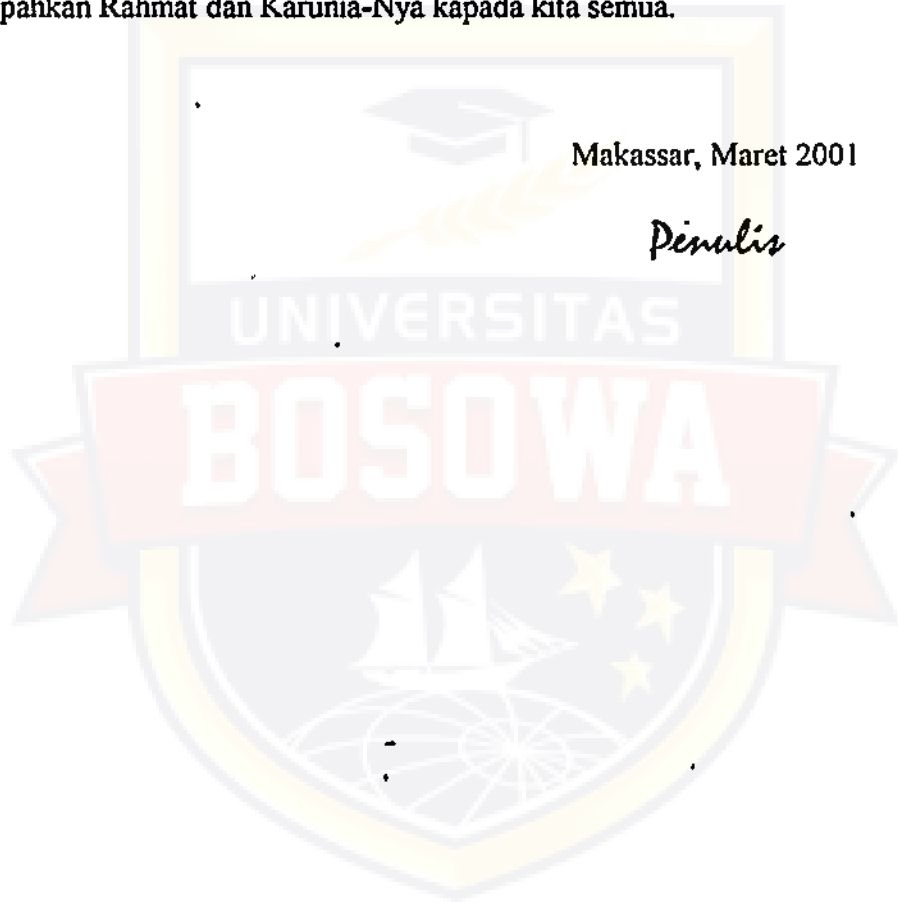 pahkan Rahmat dan Karunia-Nya kapada kita semua.
Makassar, Maret 2001
Penulis
UNIVERSITAS
BOSOWA